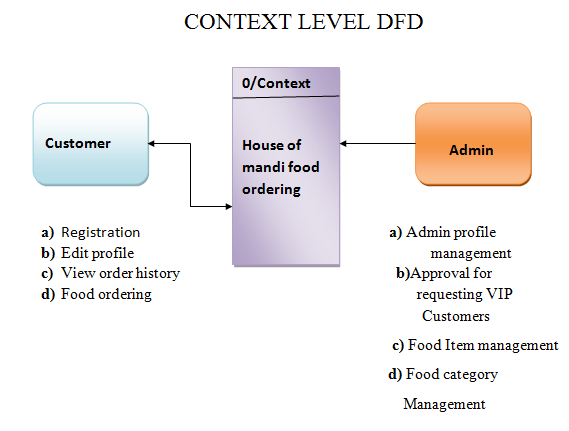 CONTEXT LEVEL DFD
0/Context
Customer
House of
mandi food
ordering
Admin
a) Registration
b) Edit profile
c) View order history
d) Food ordering
a) Admin profile
management
b)Approval for
requesting VIP
Customers
c) Food Item management
d) Food category
Management